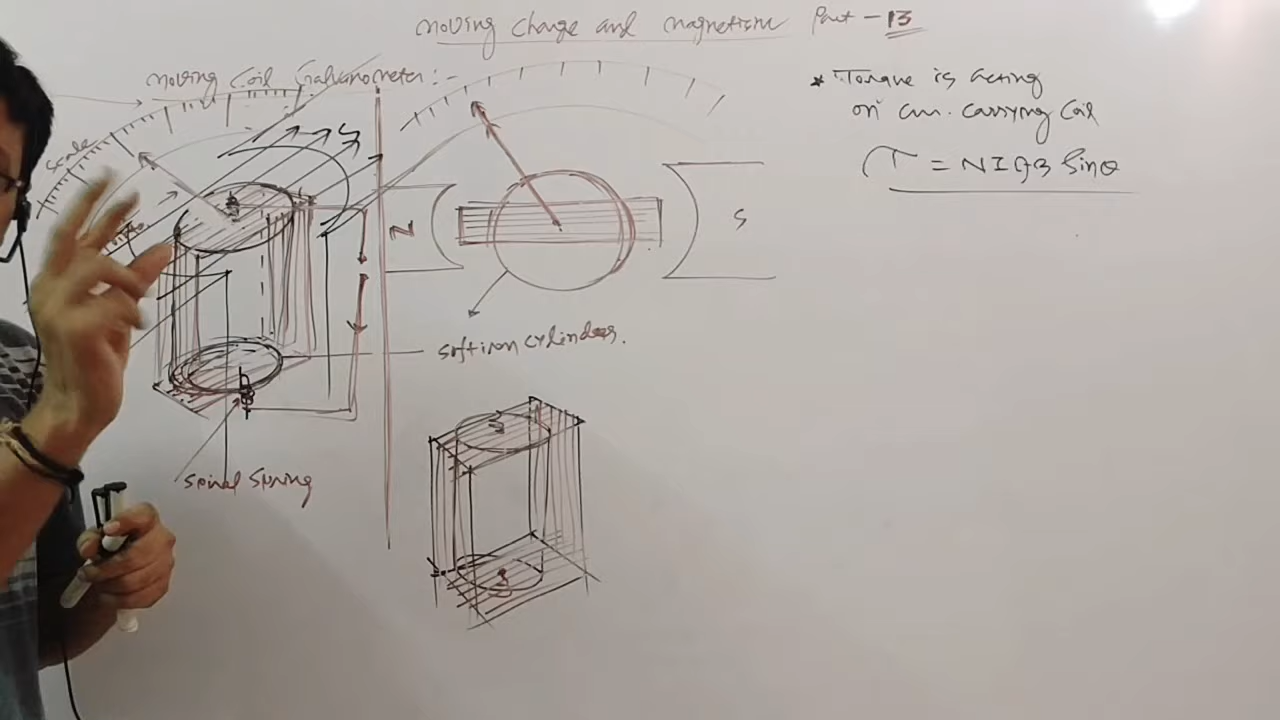 moving charge and magnetism Part - 13
moving Coil Galvanometer:-
Scale
N
S
soft iron cylinders.
spiral spring
* Torque is acting
on curr. carrying coil
τ = NIAB sinθ